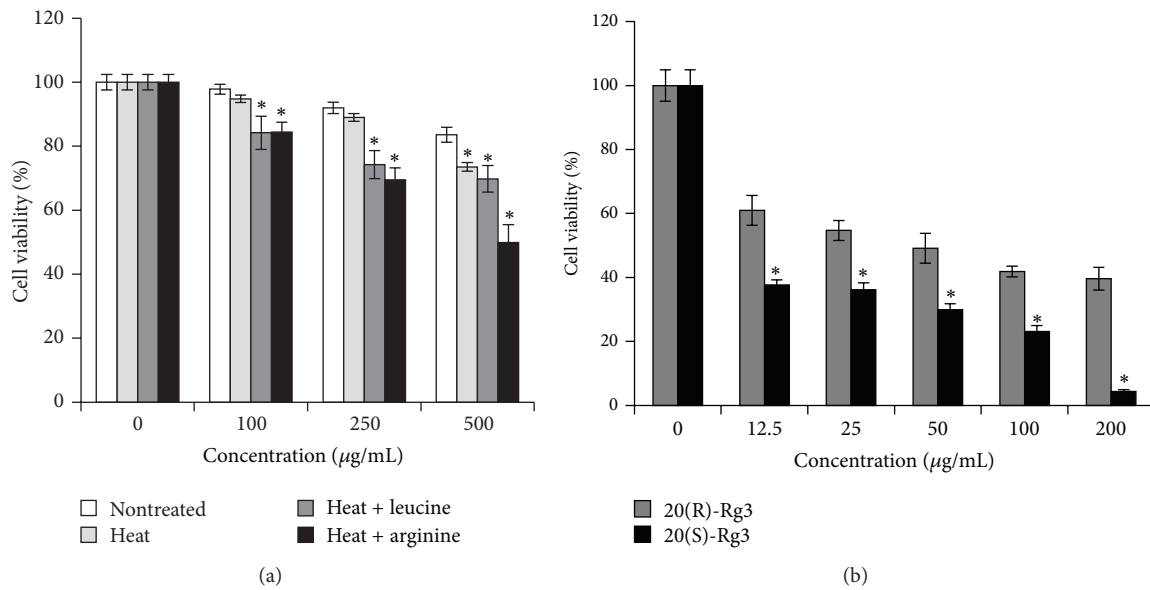 120
100
80
60
40
20
0
Cell viability (%)
* * * * * * *
0 100 250 500
Concentration (μg/mL)
Nontreated
Heat
Heat + leucine
Heat + arginine
(a)
120
100
80
60
40
20
0
Cell viability (%)
* * * * *
0 12.5 25 50 100 200
Concentration (μg/mL)
20(R)-Rg3
20(S)-Rg3
(b)